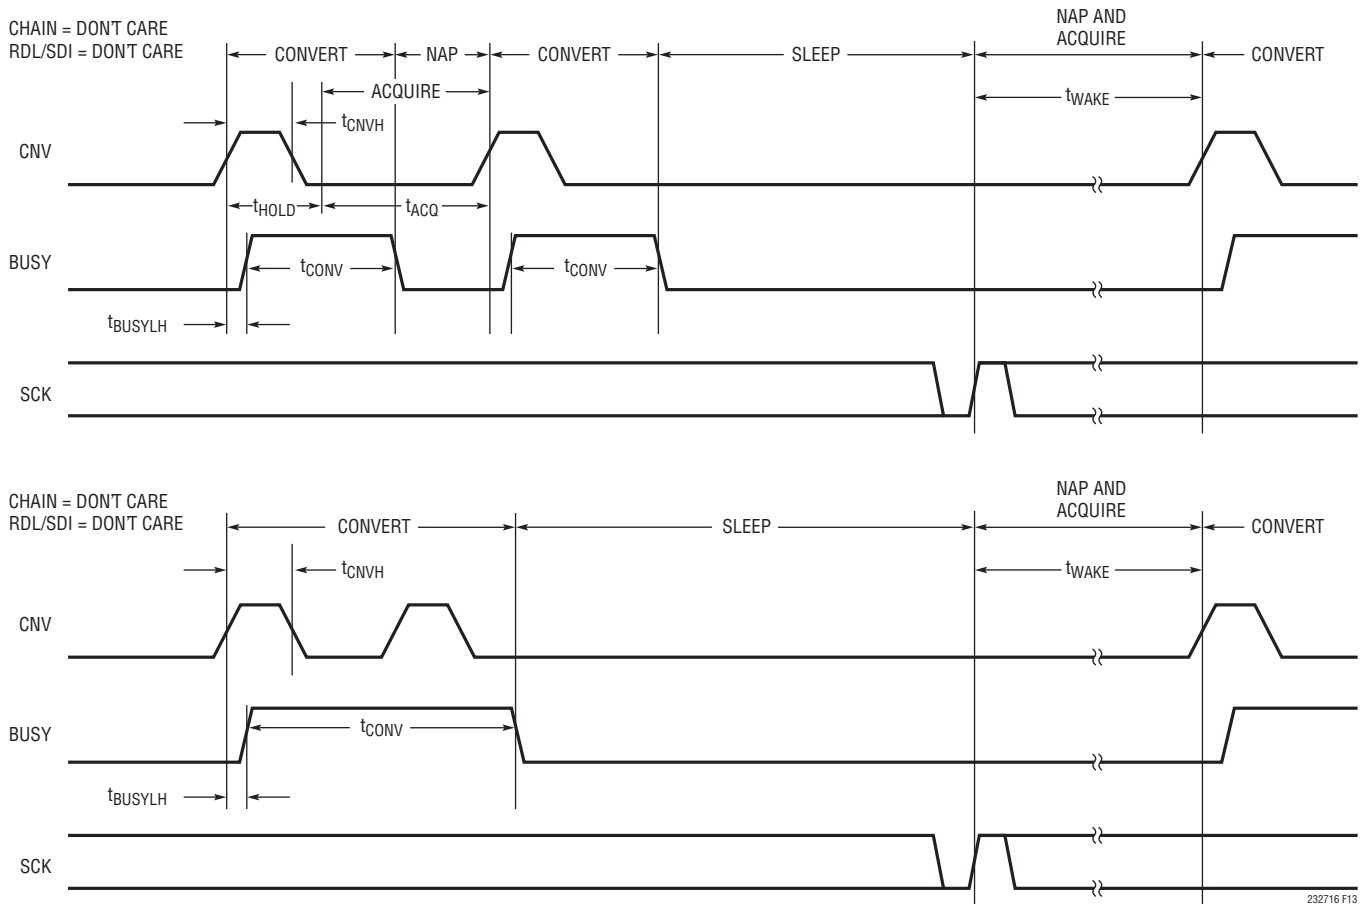 CHAIN = DON'T CARE
RDL/SDI = DON'T CARE
NAP AND
ACQUIRE
CONVERT
NAP
CONVERT
SLEEP
CONVERT
ACQUIRE
tWAKE
tCNVH
CNV
tHOLD
tACQ
BUSY
tCONV
tCONV
tBUSYLH
SCK
CHAIN = DON'T CARE
RDL/SDI = DON'T CARE
NAP AND
ACQUIRE
CONVERT
SLEEP
CONVERT
tCNVH
tWAKE
CNV
BUSY
tCONV
tBUSYLH
SCK
232716 F13